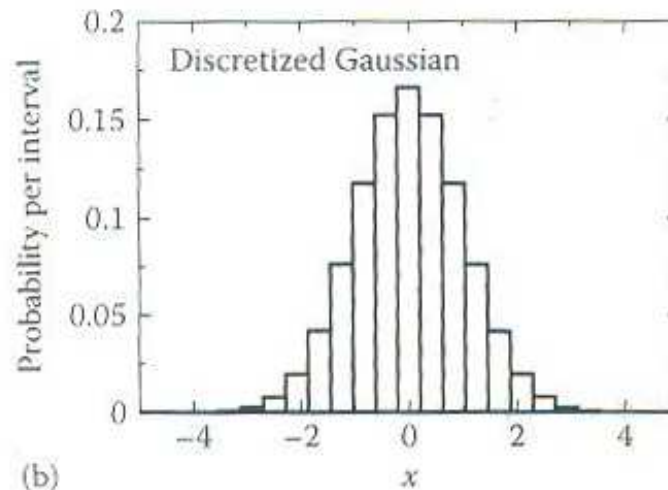 0.2
Discretized Gaussian
0.15
0.1
0.05
0
Probability per interval
−4 −2 0 2 4
(b)
x